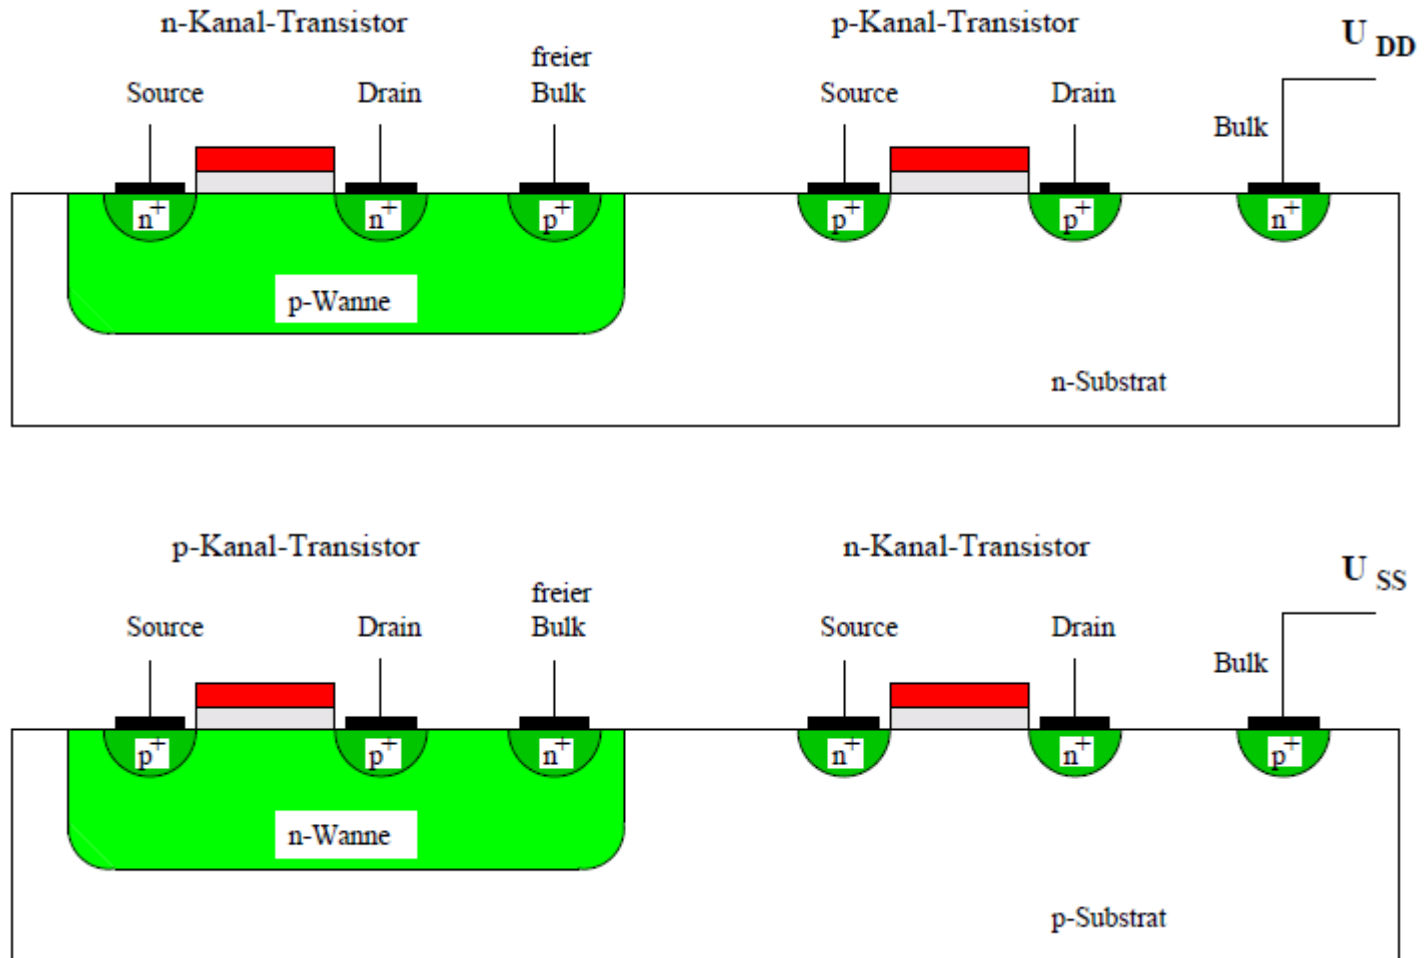 n-Kanal-Transistor
p-Kanal-Transistor
U DD
Source
Drain
freier
Bulk
Source
Drain
Bulk
n+
n+
p+
p+
p+
n+
p-Wanne
n-Substrat
p-Kanal-Transistor
n-Kanal-Transistor
U SS
Source
Drain
freier
Bulk
Source
Drain
Bulk
p+
p+
n+
n+
n+
p+
n-Wanne
p-Substrat